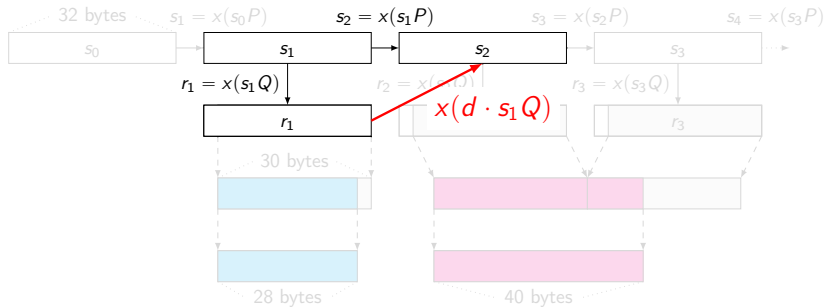 32 bytes
s₁ = x(s₀P)
s₂ = x(s₁P)
s₃ = x(s₂P)
s₄ = x(s₃P)
s₀
s₁
s₂
s₃
r₁ = x(s₁Q)
r₃ = x(s₃Q)
x(d · s₁Q)
r₁
r₃
30 bytes
28 bytes
40 bytes